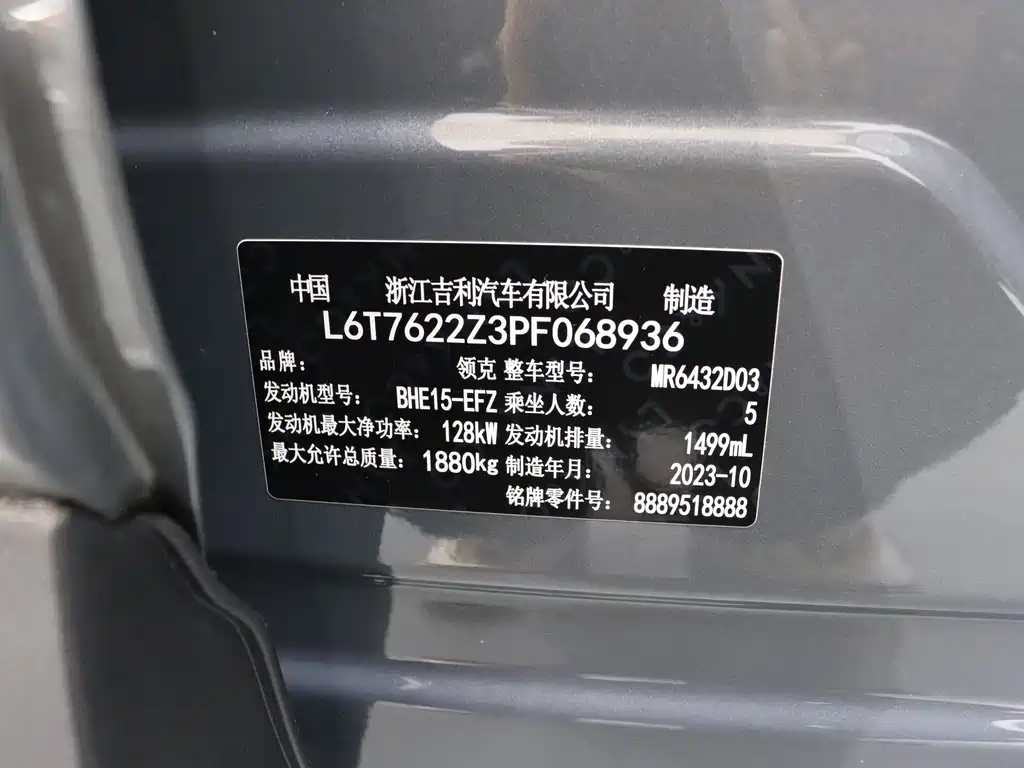 中国 浙江吉利汽车有限公司 制造
L6T7622Z3PF068936
品牌： 领克 整车型号： MR6432D03
发动机型号： BHE15-EFZ 乘坐人数： 5
发动机最大净功率： 128kW 发动机排量： 1499mL
最大允许总质量： 1880kg 制造年月： 2023-10
铭牌零件号： 8889518888